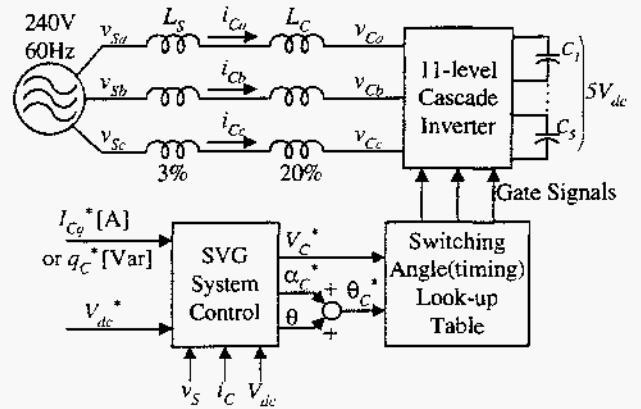 240V
60Hz
v_Sa
L_S
i_Ca
L_C
v_Ca
v_Sb
i_Cb
v_Cb
v_Sc
i_Cc
v_Cc
3%
20%
11-level
Cascade
Inverter
C_1
C_5
5V_dc
Gate Signals
I_Cq*[A]
or q_C*[Var]
V_dc*
SVG
System
Control
V_C*
α_C*
θ
+
+
θ_C*
Switching
Angle(timing)
Look-up
Table
v_S
i_C
V_dc